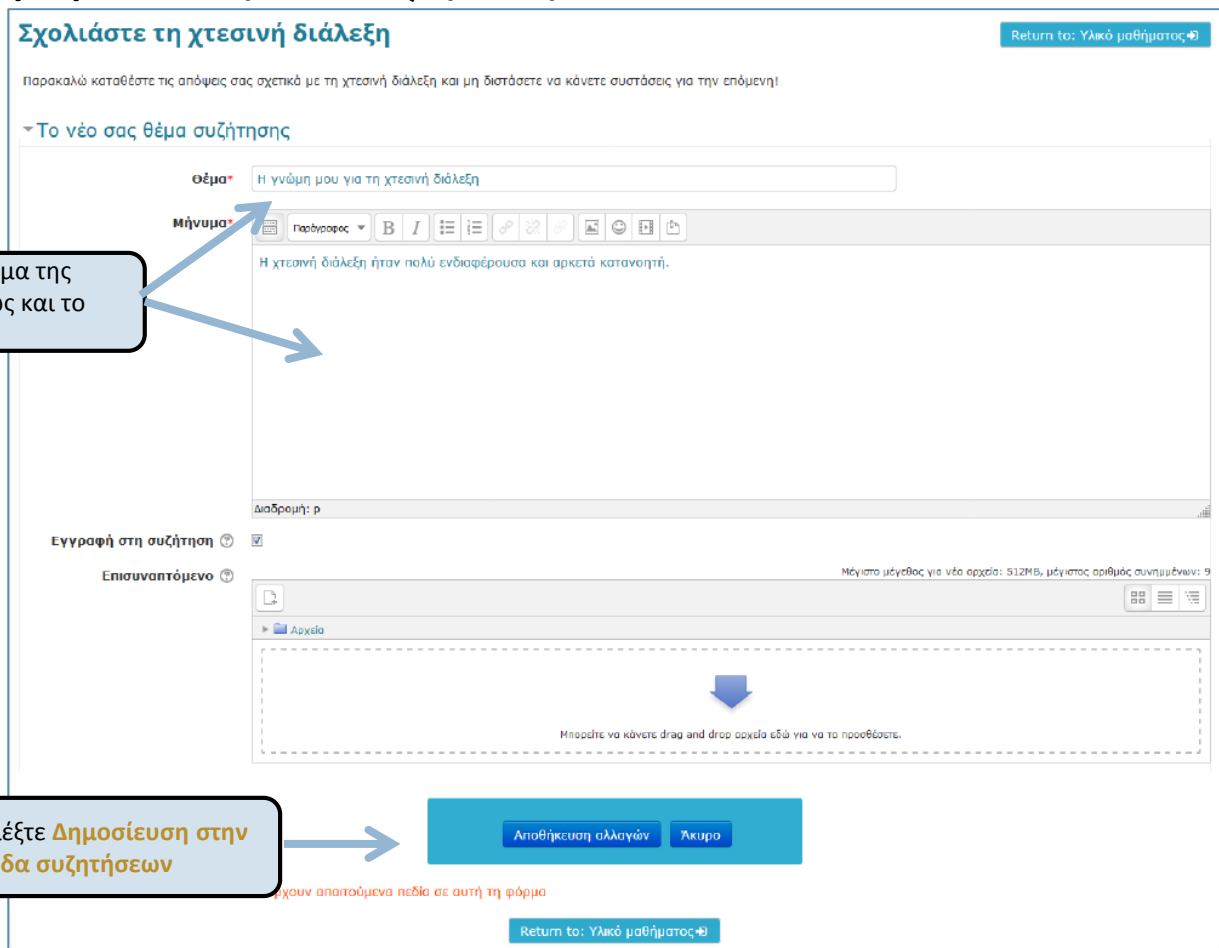 Σχολιάστε τη χτεσινή διάλεξη
Return to: Υλικό μαθήματος
Παρακαλώ καταθέστε τις απόψεις σας σχετικά με τη χτεσινή διάλεξη και μη διστάσετε να κάνετε συστάσεις για την επόμενη!
Το νέο σας θέμα συζήτησης
Θέμα*
Η γνώμη μου για τη χτεσινή διάλεξη
Μήνυμα*
Παράγραφος
B I
Η χτεσινή διάλεξη ήταν πολύ ενδιαφέρουσα και αρκετά κατανοητή.
της
και το
Διαδρομή: p
Εγγραφή στη συζήτηση
Επισυναπτόμενο
Μέγιστο μέγεθος για νέα αρχεία: 512MB, μέγιστος αριθμός συνημμένων: 9
Αρχεία
Μπορείτε να κάνετε drag and drop αρχεία εδώ για να τα προσθέσετε.
Δημοσίευση στην
συζητήσεων
Αποθήκευση αλλαγών Άκυρο
απαιτούμενα πεδία σε αυτή τη φόρμα
Return to: Υλικό μαθήματος